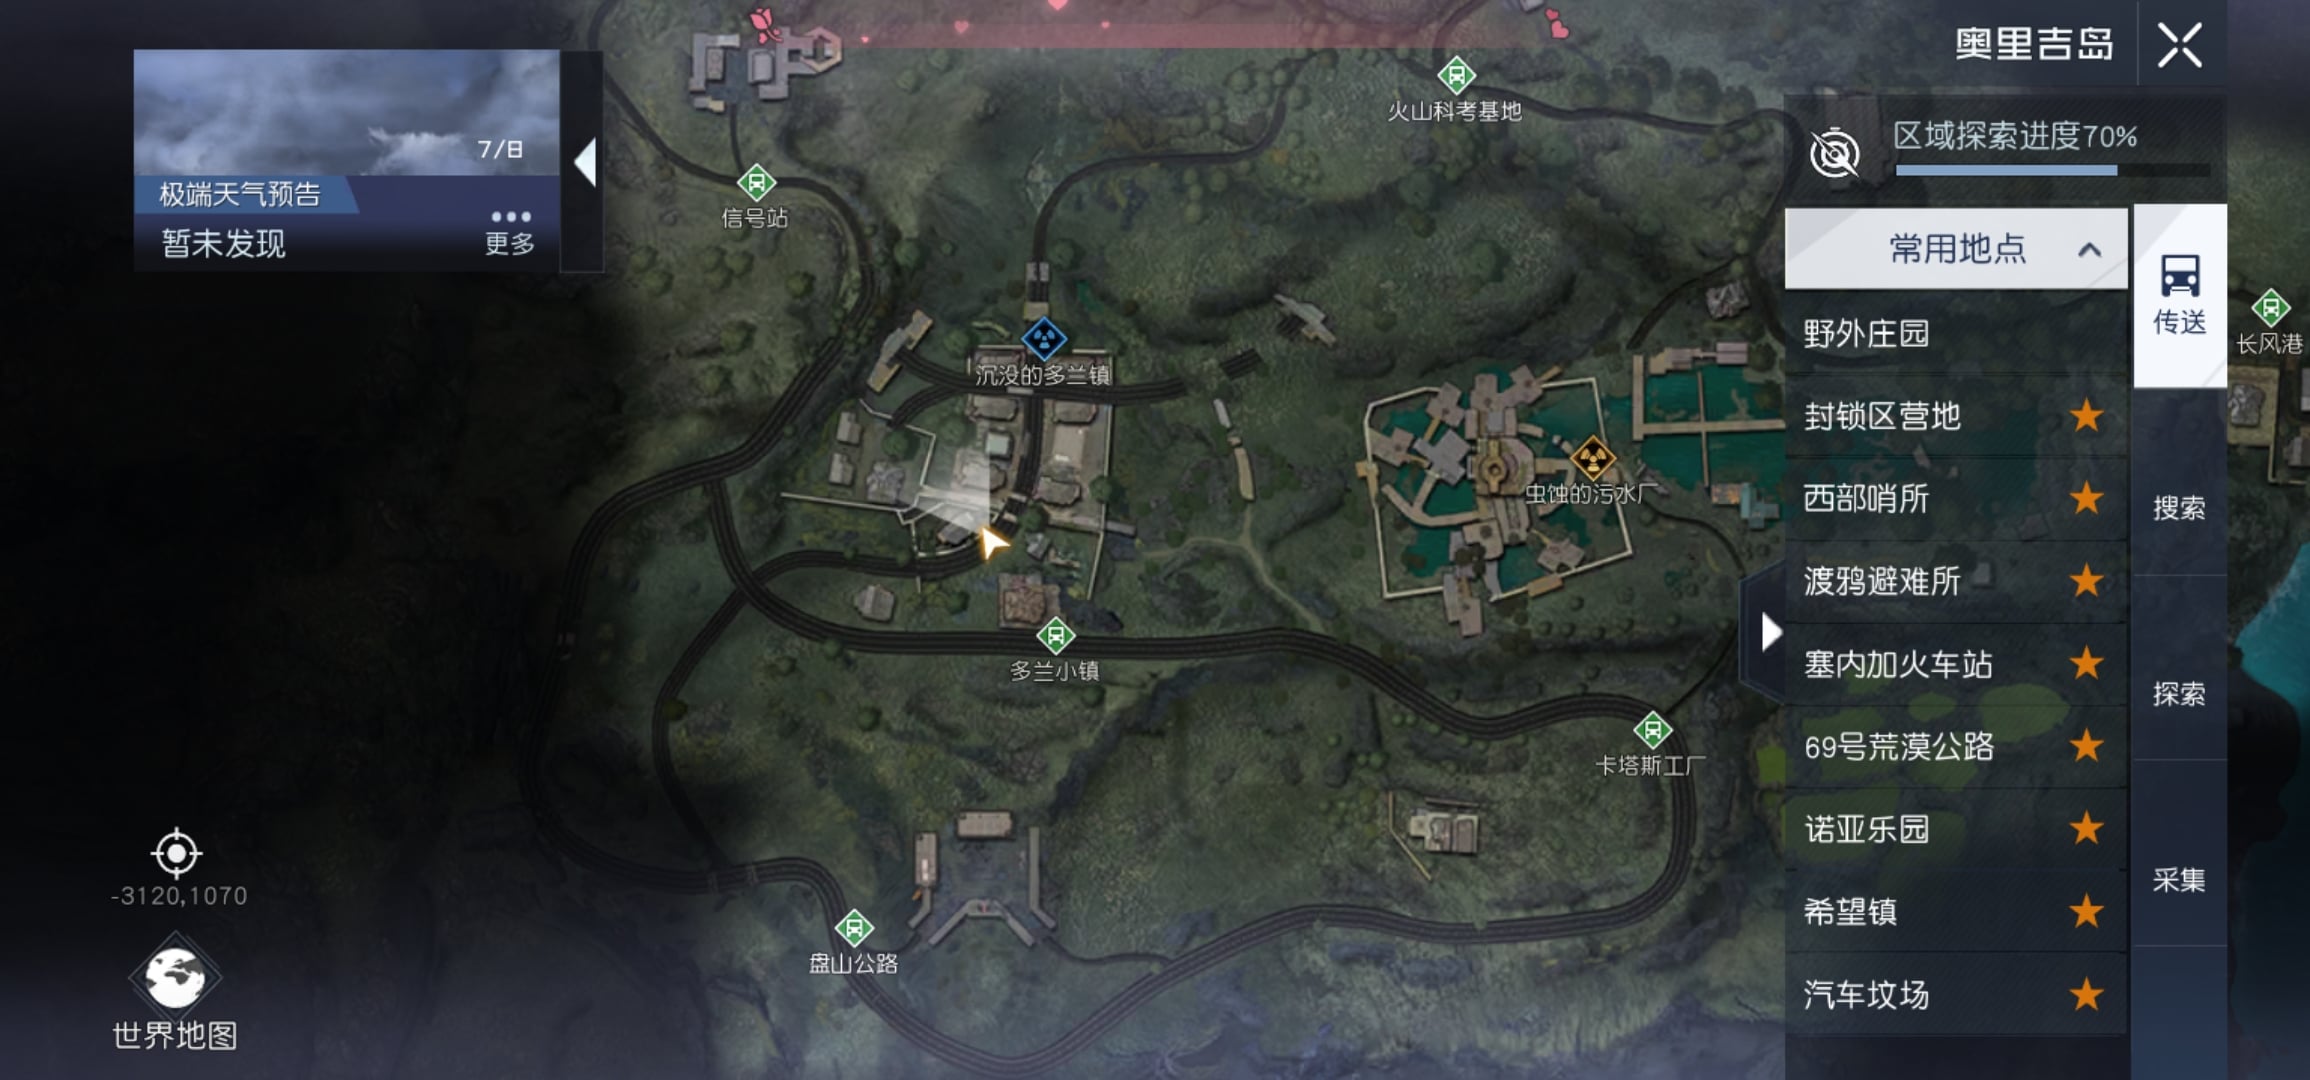 奥里吉岛
火山科考基地
区域探索进度70%
7/8
极端天气预告
暂未发现
更多
信号站
常用地点
传送
长风港
野外庄园
沉没的多兰镇
封锁区营地
虫蚀的污水厂
西部哨所
搜索
渡鸦避难所
多兰小镇
塞内加火车站
探索
69号荒漠公路
卡塔斯工厂
诺亚乐园
采集
-3120,1070
希望镇
盘山公路
汽车坟场
世界地图